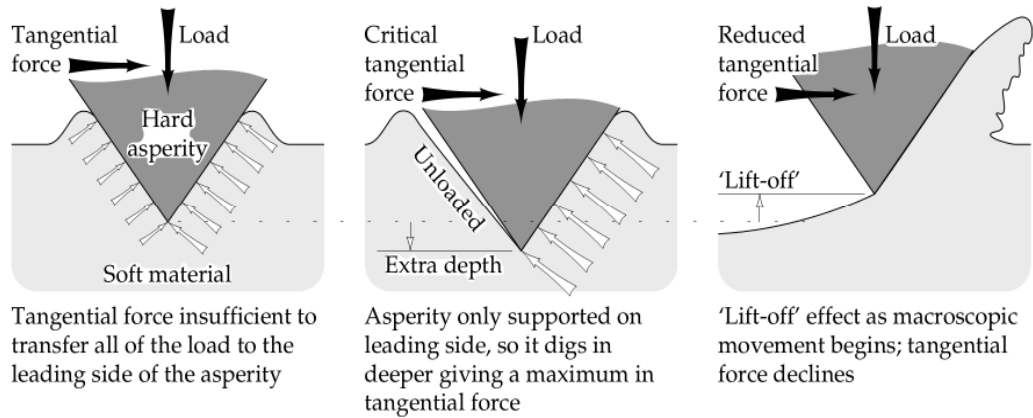 Tangential
force
Load
Hard
asperity
Soft material
Tangential force insufficient to
transfer all of the load to the
leading side of the asperity
Critical
tangential
force
Load
Unloaded
Extra depth
Asperity only supported on
leading side, so it digs in
deeper giving a maximum in
tangential force
Reduced
tangential
force
Load
‘Lift-off’
‘Lift-off’ effect as macroscopic
movement begins; tangential
force declines